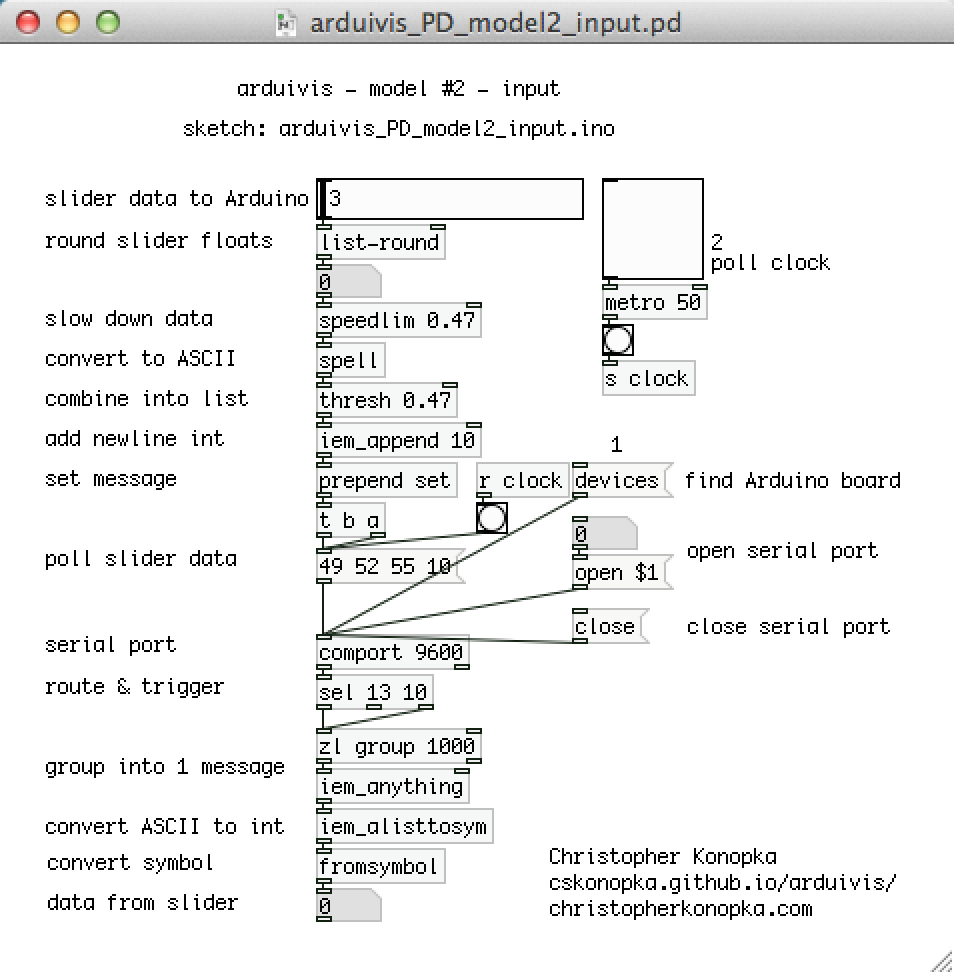 arduivis_PD_model2_input.pd
arduivis - model #2 - input
sketch: arduivis_PD_model2_input.ino
slider data to Arduino
3
round slider floats
list-round
0
2
poll clock
metro 50
s clock
slow down data
speedlim 0.47
convert to ASCII
spell
combine into list
thresh 0.47
add newline int
iem_append 10
1
set message
prepend set
r clock
devices
find Arduino board
t b a
0
open serial port
poll slider data
49 52 55 10
open $1
close
close serial port
serial port
comport 9600
route & trigger
sel 13 10
zl group 1000
group into 1 message
iem_anything
convert ASCII to int
iem_alisttosym
convert symbol
fromsymbol
data from slider
0
Christopher Konopka
cskonopka.github.io/arduivis/
christopherkonopka.com